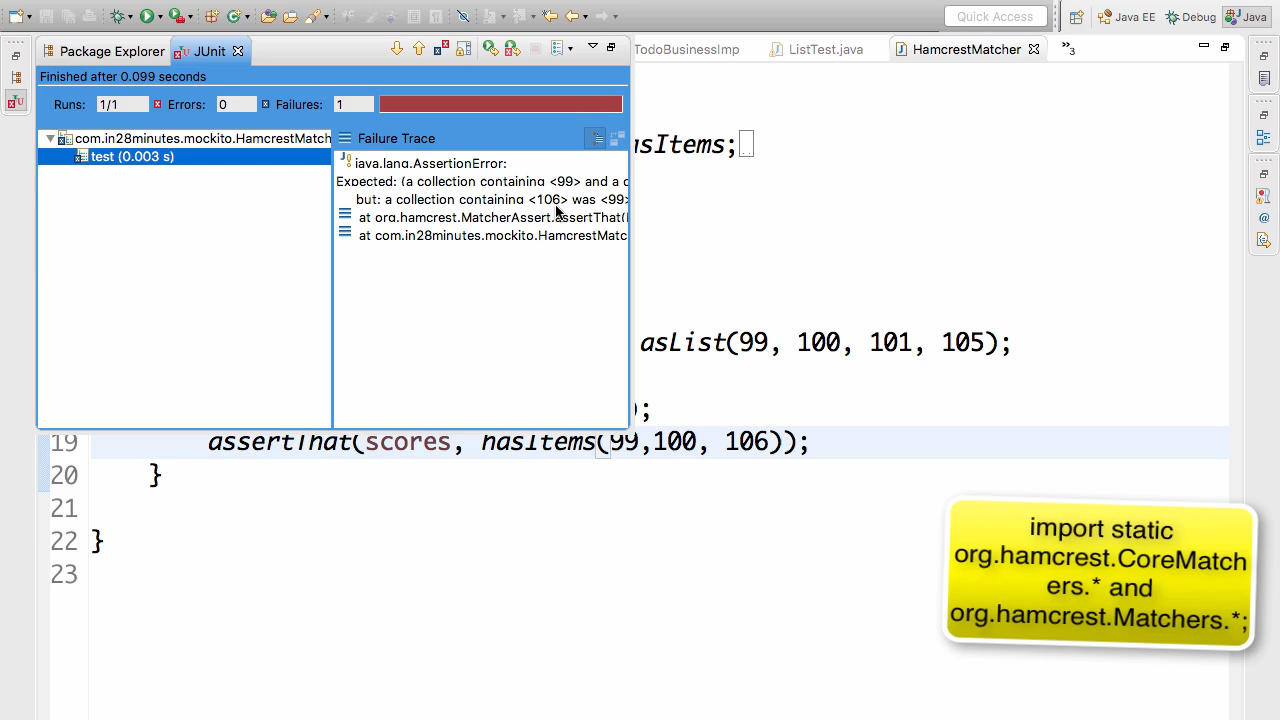 Quick Access
Java EE
Debug
Java
Package Explorer
JUnit
TodoBusinessImp
ListTest.java
HamcrestMatcher
»3
Finished after 0.099 seconds
Runs: 1/1 Errors: 0 Failures: 1
com.in28minutes.mockito.HamcrestMatch
test (0.003 s)
Failure Trace
java.lang.AssertionError:
Expected: (a collection containing <99> and a c
but: a collection containing <106> was <99>
at org.hamcrest.MatcherAssert.assertThat(
at com.in28minutes.mockito.HamcrestMatc
asItems;
asList(99, 100, 101, 105);
);
19 assertThat(scores, hasItems(99,100, 106));
20 }
21
22 }
23
import static
org.hamcrest.CoreMatch
ers.* and
org.hamcrest.Matchers.*;